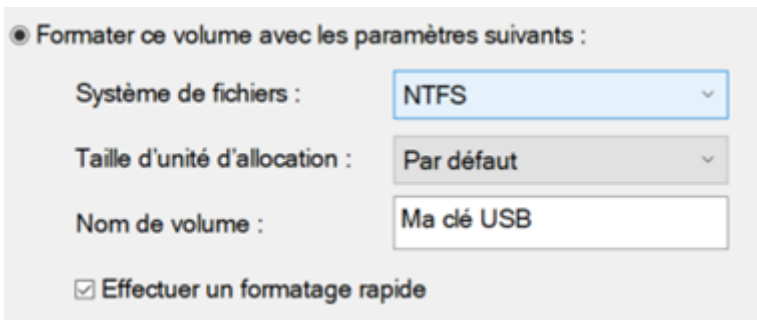 Formater ce volume avec les paramètres suivants :
Système de fichiers : NTFS
Taille d'unité d'allocation : Par défaut
Nom de volume : Ma clé USB
Effectuer un formatage rapide